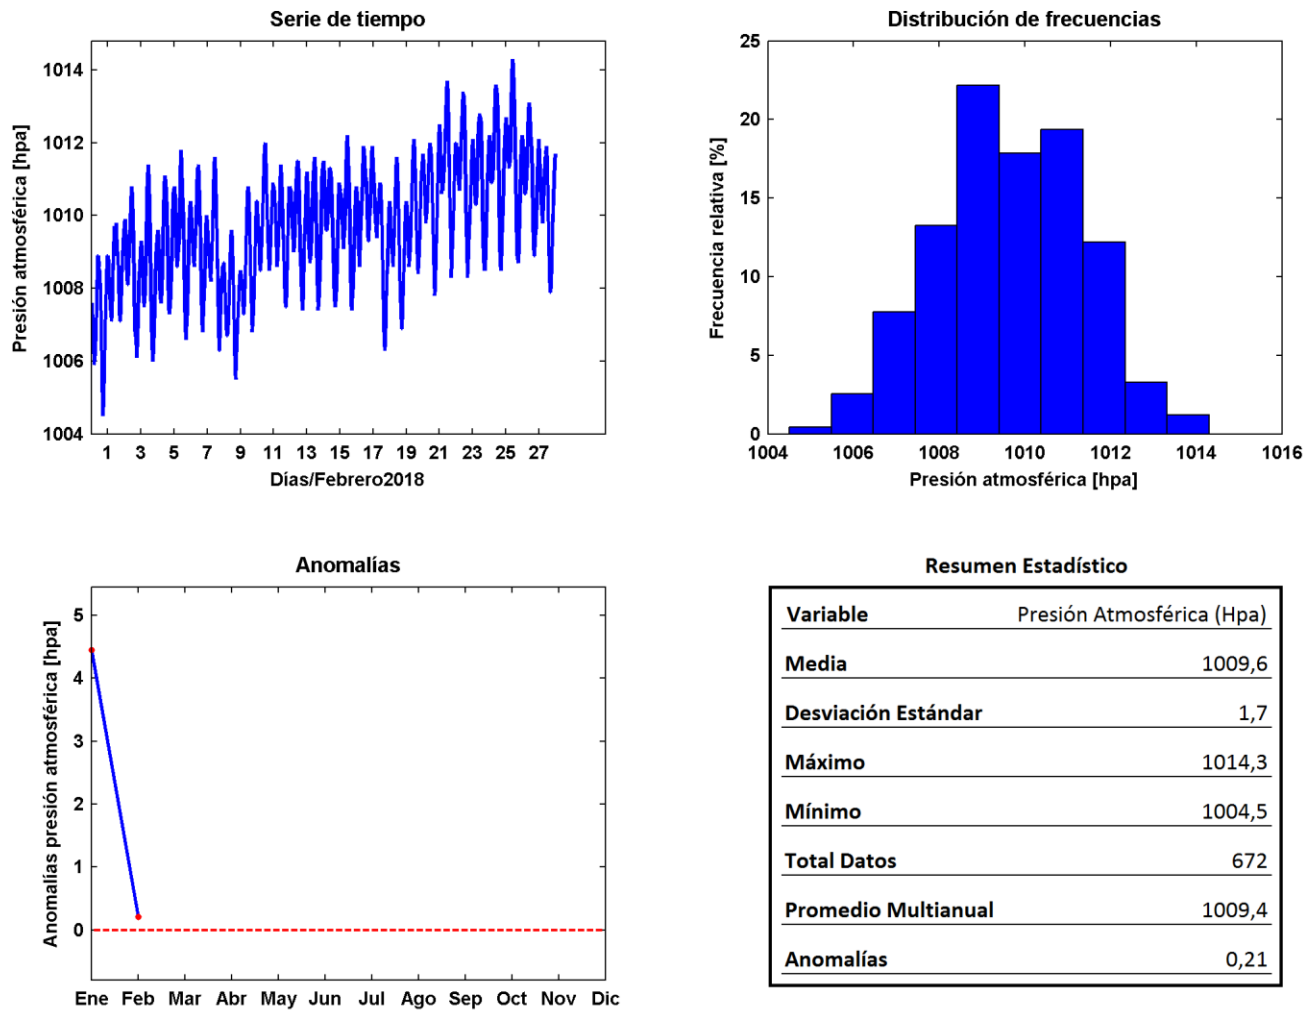 Serie de tiempo
Presión atmosférica [hpa]
1014
1012
1010
1008
1006
1004
1 3 5 7 9 11 13 15 17 19 21 23 25 27
Días/Febrero2018
Distribución de frecuencias
Frecuencia relativa [%]
25
20
15
10
5
0
1004 1006 1008 1010 1012 1014 1016
Presión atmosférica [hpa]
Anomalías
Anomalías presión atmosférica [hpa]
5
4
3
2
1
0
Ene Feb Mar Abr May Jun Jul Ago Sep Oct Nov Dic
Resumen Estadístico
Variable Presión Atmosférica (Hpa)
Media 1009,6
Desviación Estándar 1,7
Máximo 1014,3
Mínimo 1004,5
Total Datos 672
Promedio Multianual 1009,4
Anomalías 0,21